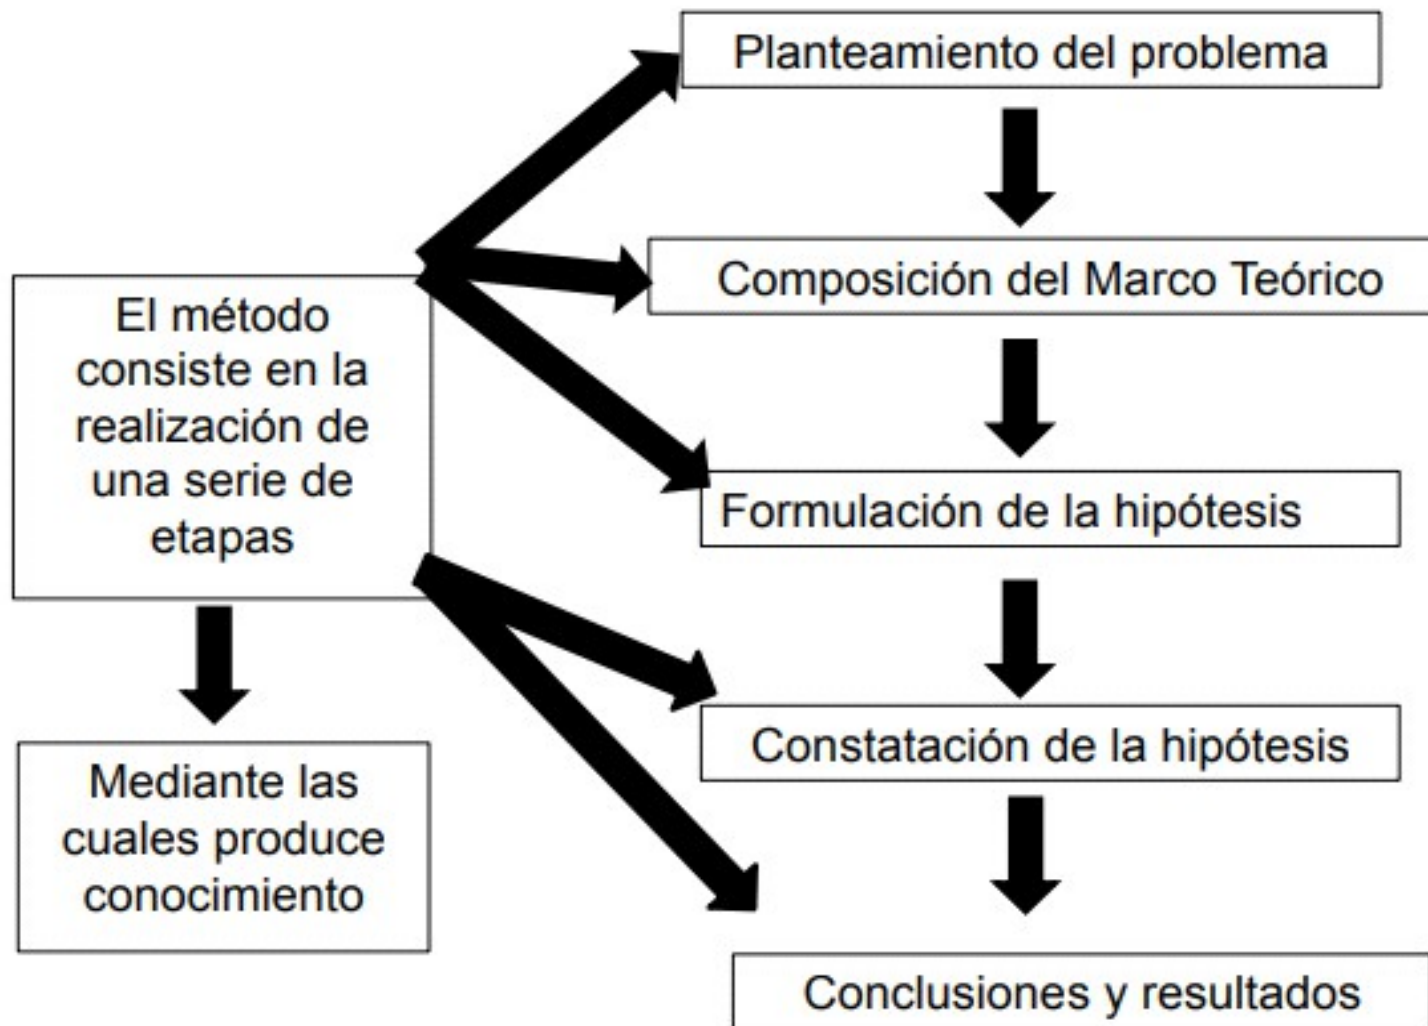 Planteamiento del problema
Composición del Marco Teórico
El método
consiste en la
realización de
una serie de
etapas
Formulación de la hipótesis
Constatación de la hipótesis
Mediante las
cuales produce
conocimiento
Conclusiones y resultados